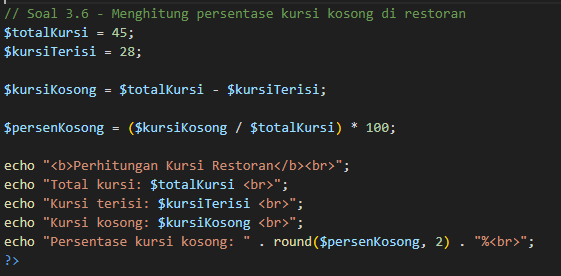 // Soal 3.6 - Menghitung persentase kursi kosong di restoran
$totalKursi = 45;
$kursiTerisi = 28;
$kursiKosong = $totalKursi - $kursiTerisi;
$persenKosong = ($kursiKosong / $totalKursi) * 100;
echo "<b>Perhitungan Kursi Restoran</b><br>";
echo "Total kursi: $totalKursi <br>";
echo "Kursi terisi: $kursiTerisi <br>";
echo "Kursi kosong: $kursiKosong <br>";
echo "Persentase kursi kosong: " . round($persenKosong, 2) . "%<br>";
?>